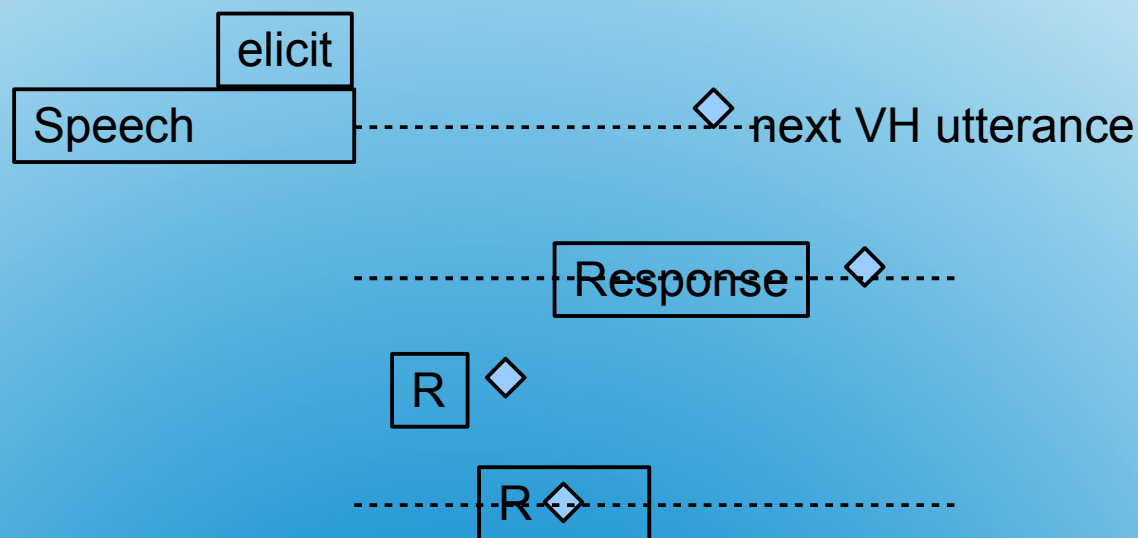 elicit
Speech
next VH utterance
Response
R
R